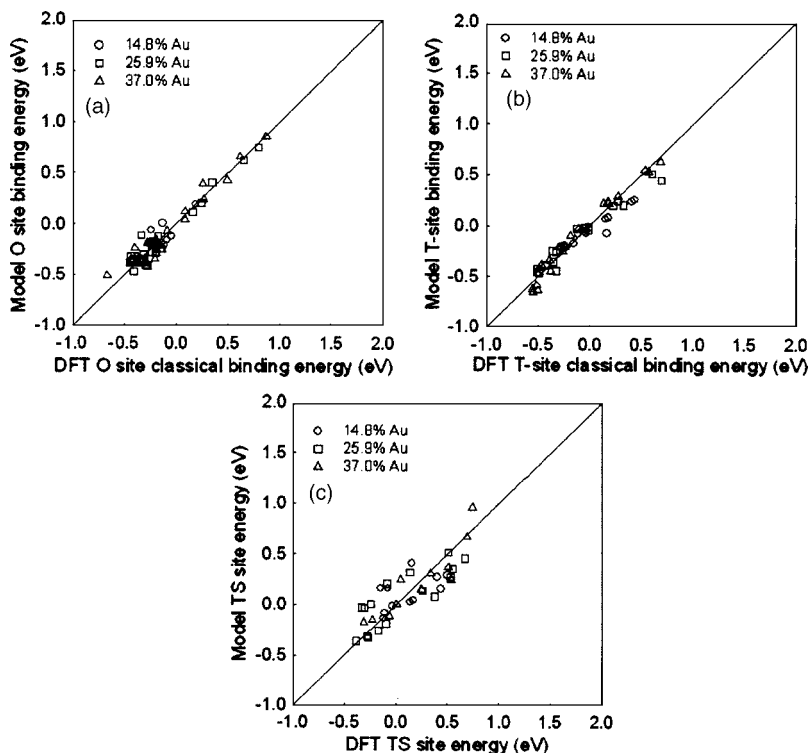 2.0
1.5
1.0
0.5
0.0
-0.5
-1.0
Model O site binding energy (eV)
14.8% Au
25.9% Au
37.0% Au
(a)
-1.0 -0.5 0.0 0.5 1.0 1.5 2.0
DFT O site classical binding energy (eV)
2.0
1.5
1.0
0.5
0.0
-0.5
-1.0
Model T-site binding energy (eV)
14.8% Au
25.9% Au
37.0% Au
(b)
-1.0 -0.5 0.0 0.5 1.0 1.5 2.0
DFT T-site classical binding energy (eV)
2.0
1.5
1.0
0.5
0.0
-0.5
-1.0
Model TS site energy (eV)
14.8% Au
25.9% Au
37.0% Au
(c)
-1.0 -0.5 0.0 0.5 1.0 1.5 2.0
DFT TS site energy (eV)